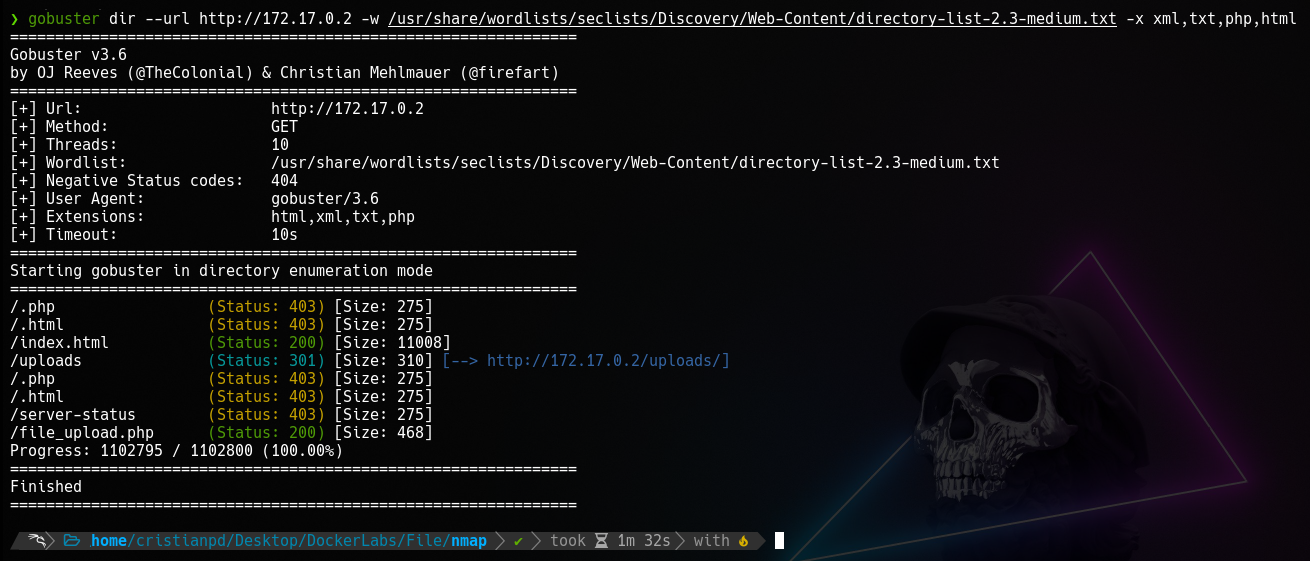 ❯ gobuster dir --url http://172.17.0.2 -w /usr/share/wordlists/seclists/Discovery/Web-Content/directory-list-2.3-medium.txt -x xml,txt,php,html
===============================================================
Gobuster v3.6
by OJ Reeves (@TheColonial) & Christian Mehlmauer (@firefart)
===============================================================
[+] Url:                     http://172.17.0.2
[+] Method:                  GET
[+] Threads:                 10
[+] Wordlist:                /usr/share/wordlists/seclists/Discovery/Web-Content/directory-list-2.3-medium.txt
[+] Negative Status codes:   404
[+] User Agent:              gobuster/3.6
[+] Extensions:              html,xml,txt,php
[+] Timeout:                 10s
===============================================================
Starting gobuster in directory enumeration mode
===============================================================
/.php                 (Status: 403) [Size: 275]
/.html                (Status: 403) [Size: 275]
/index.html           (Status: 200) [Size: 11008]
/uploads              (Status: 301) [Size: 310] [--> http://172.17.0.2/uploads/]
/.php                 (Status: 403) [Size: 275]
/.html                (Status: 403) [Size: 275]
/server-status        (Status: 403) [Size: 275]
/file_upload.php      (Status: 200) [Size: 468]
Progress: 1102795 / 1102800 (100.00%)
===============================================================
Finished
===============================================================
home/cristianpd/Desktop/DockerLabs/File/nmap ✔ took 1m 32s with